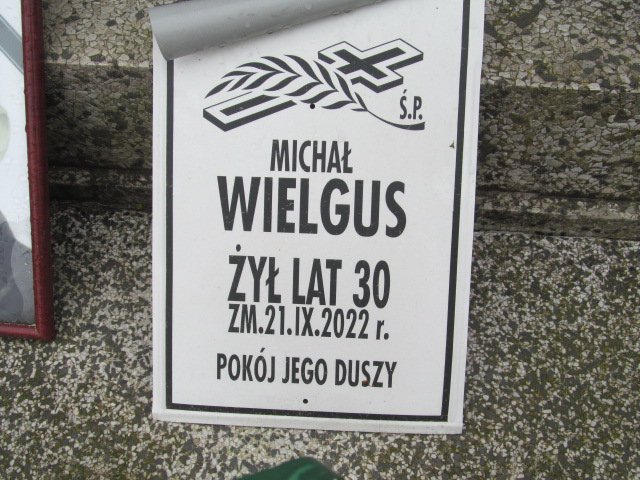 Ś.P.
MICHAŁ
WIELGUS
ŻYŁ LAT 30
ZM.21.IX.2022 r.
POKÓJ JEGO DUSZY